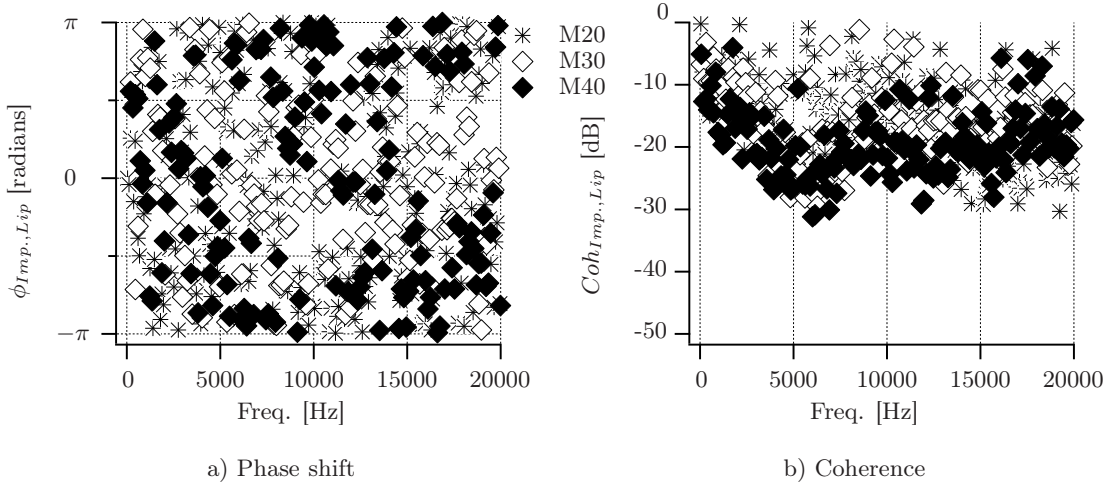 π
0
−π
ϕImp.,Lip [radians]
0
5000
10000
15000
20000
Freq. [Hz]
M20
M30
M40
a) Phase shift
0
-10
-20
-30
-40
-50
CohImp.,Lip [dB]
0
5000
10000
15000
20000
Freq. [Hz]
b) Coherence